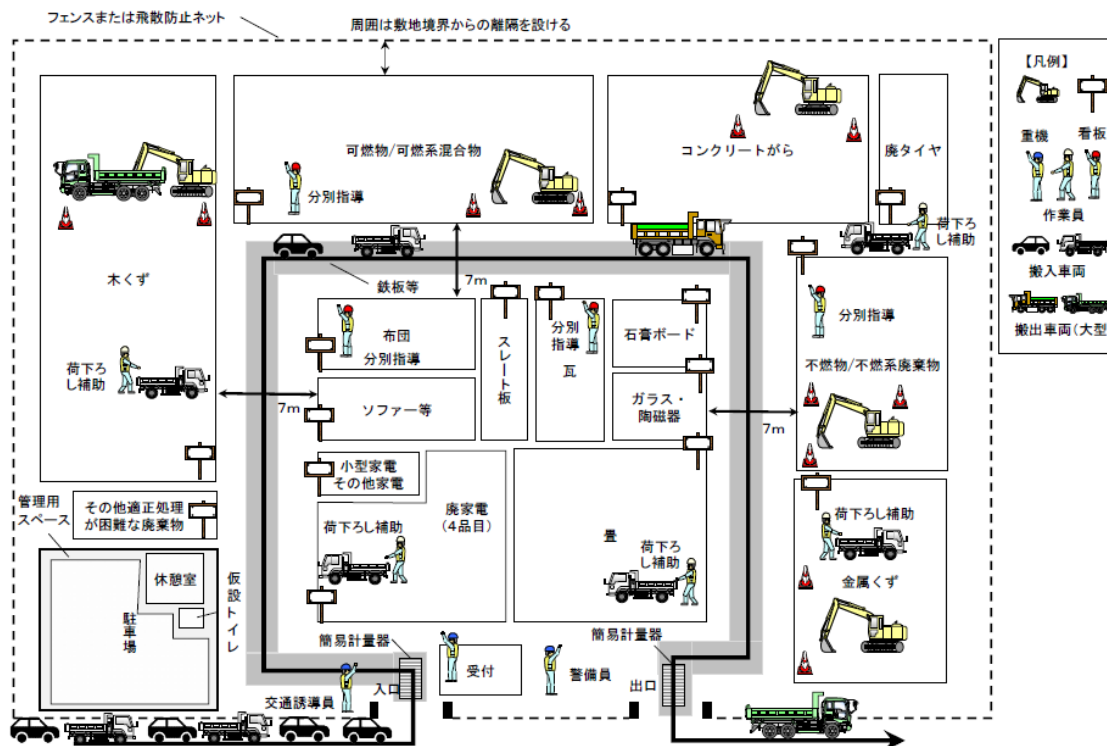 フェンスまたは飛散防止ネット
周囲は敷地境界からの離隔を設ける
【凡例】
重機
看板
作業員
搬入車両
搬出車両(大型
可燃物/可燃系混合物
分別指導
コンクリートがら
廃タイヤ
荷下ろ
し補助
木くず
鉄板等
7m
布団
分別指導
スレート板
分別
指導
瓦
石膏ボード
分別指導
不燃物/不燃系廃棄物
荷下
ろし補助
7m
ソファー等
ガラス・
陶磁器
7m
小型家電
その他家電
管理用
スペース
その他適正処理
が困難な廃棄物
廃家電
(4品目)
荷下ろし補助
畳
荷下ろ
し補助
荷下ろし補助
金属くず
休憩室
仮設トイレ
駐車場
簡易計量器
簡易計量器
受付
警備員
入口
出口
交通誘導員